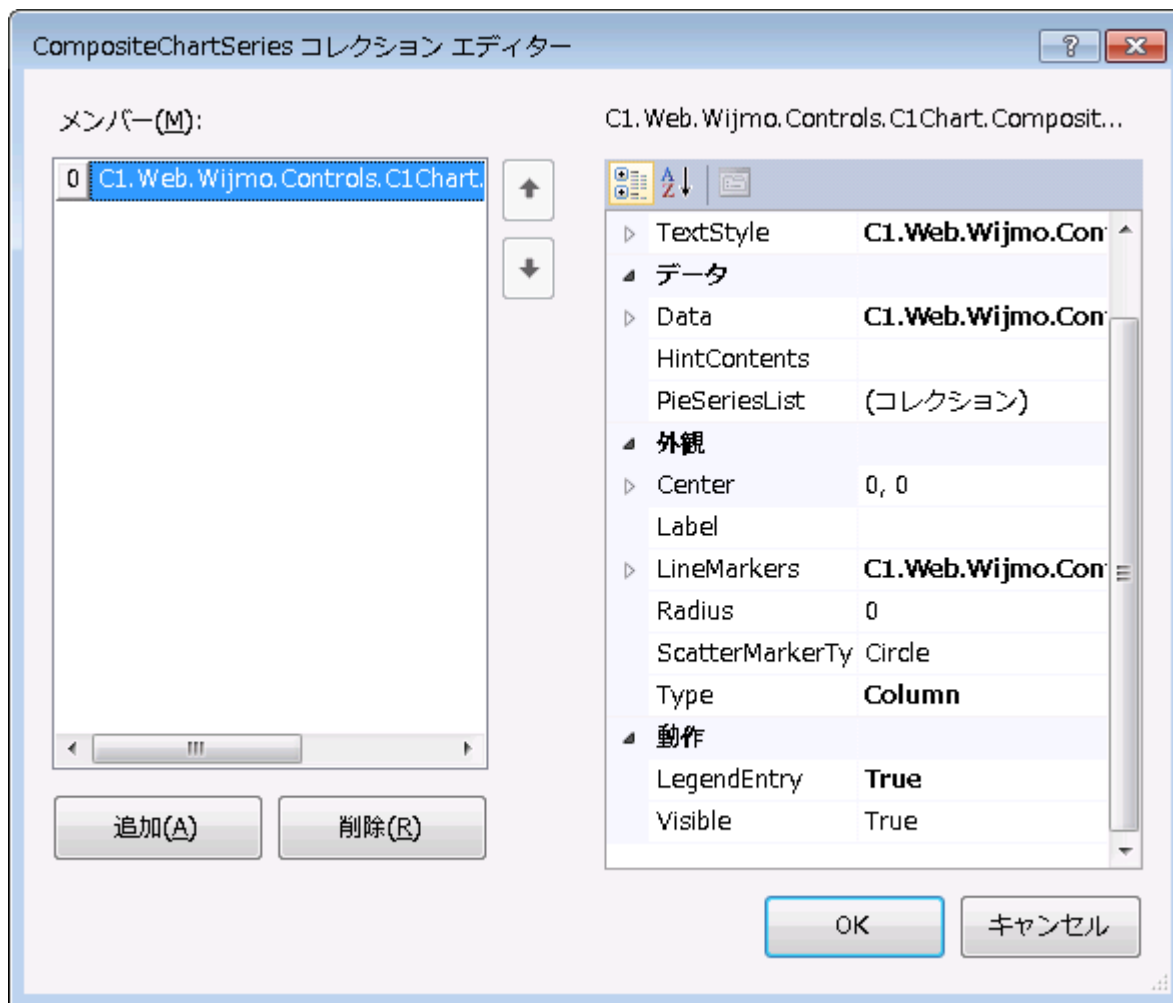 CompositeChartSeries コレクション エディター
メンバー(M):
0 C1.Web.Wijmo.Controls.C1Chart.
追加(A) 削除(R)
C1.Web.Wijmo.Controls.C1Chart.Composit...
TextStyle C1.Web.Wijmo.Con
データ
Data C1.Web.Wijmo.Con
HintContents
PieSeriesList (コレクション)
外観
Center 0, 0
Label
LineMarkers C1.Web.Wijmo.Con
Radius 0
ScatterMarkerTy Circle
Type Column
動作
LegendEntry True
Visible True
OK キャンセル